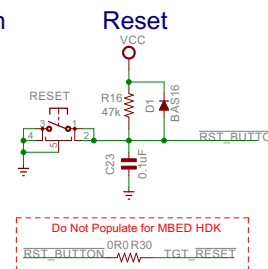 n Reset
VCC
RESET
R16
47k
D1
BAS16
3 1
4 2
5
RST_BUTTO
C23
0.1uF
Do Not Populate for MBED HDK
RST_BUTTON 0R0 R30 TGT_RESET